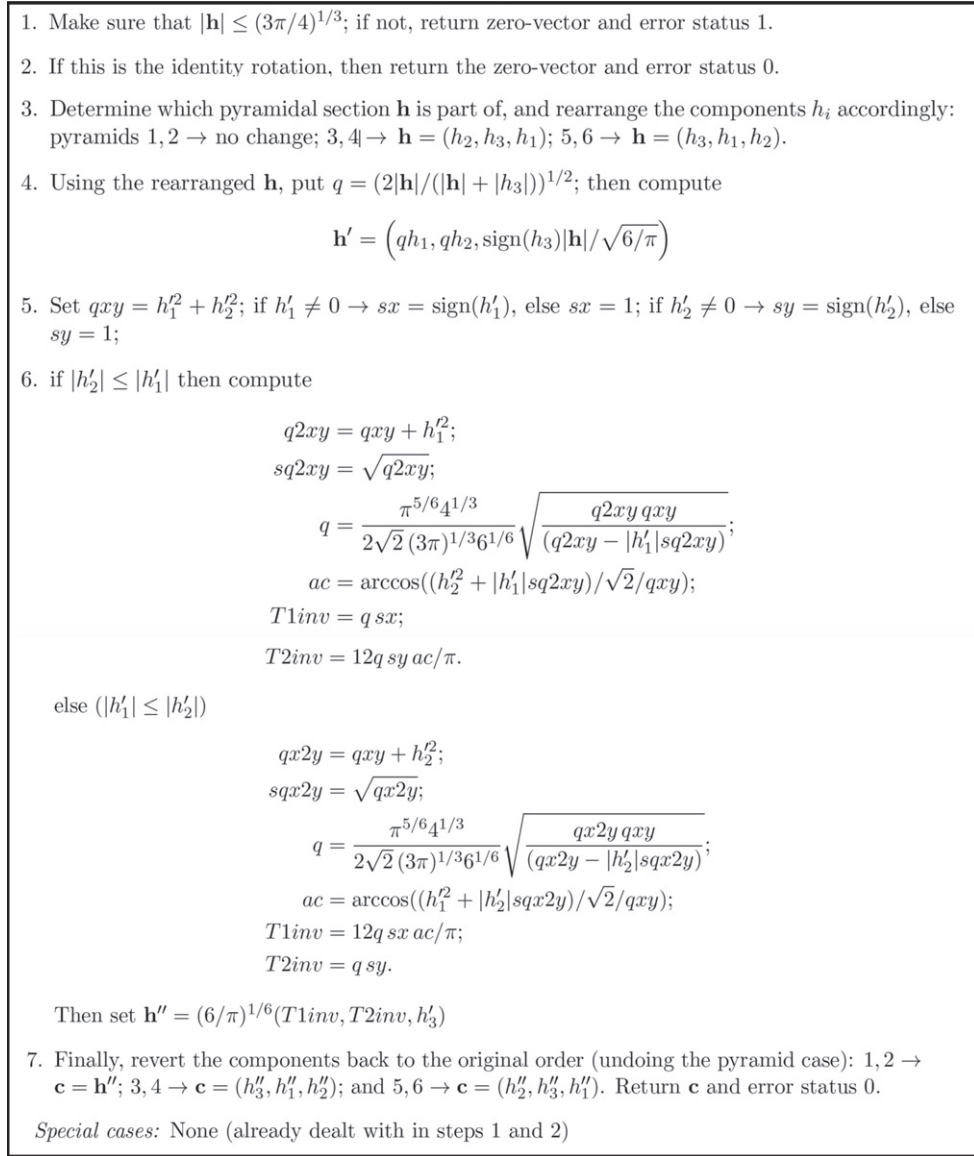 1. Make sure that |h| ≤ (3π/4)^{1/3}; if not, return zero-vector and error status 1.
2. If this is the identity rotation, then return the zero-vector and error status 0.
3. Determine which pyramidal section h is part of, and rearrange the components h_i accordingly:
pyramids 1, 2 → no change; 3, 4| → h = (h_2, h_3, h_1); 5, 6 → h = (h_3, h_1, h_2).
4. Using the rearranged h, put q = (2|h|/(|h| + |h_3|))^{1/2}; then compute
h′ = (qh_1, qh_2, sign(h_3)|h|/√(6/π))
5. Set qxy = h′_1^2 + h′_2^2; if h′_1 ≠ 0 → sx = sign(h′_1), else sx = 1; if h′_2 ≠ 0 → sy = sign(h′_2), else
sy = 1;
6. if |h′_2| ≤ |h′_1| then compute
q2xy = qxy + h′_1^2;
sq2xy = √(q2xy);
q = π^{5/6}4^{1/3} / (2√2 (3π)^{1/3}6^{1/6}) √(q2xy qxy / (q2xy − |h′_1|sq2xy));
ac = arccos((h′_2^2 + |h′_1|sq2xy)/√2/qxy);
T1inv = q sx;
T2inv = 12q sy ac/π.
else (|h′_1| ≤ |h′_2|)
qx2y = qxy + h′_2^2;
sqx2y = √(qx2y);
q = π^{5/6}4^{1/3} / (2√2 (3π)^{1/3}6^{1/6}) √(qx2y qxy / (qx2y − |h′_2|sqx2y));
ac = arccos((h′_1^2 + |h′_2|sqx2y)/√2/qxy);
T1inv = 12q sx ac/π;
T2inv = q sy.
Then set h″ = (6/π)^{1/6}(T1inv, T2inv, h′_3)
7. Finally, revert the components back to the original order (undoing the pyramid case): 1, 2 →
c = h″; 3, 4 → c = (h″_3, h″_1, h″_2); and 5, 6 → c = (h″_2, h″_3, h″_1). Return c and error status 0.
Special cases: None (already dealt with in steps 1 and 2)